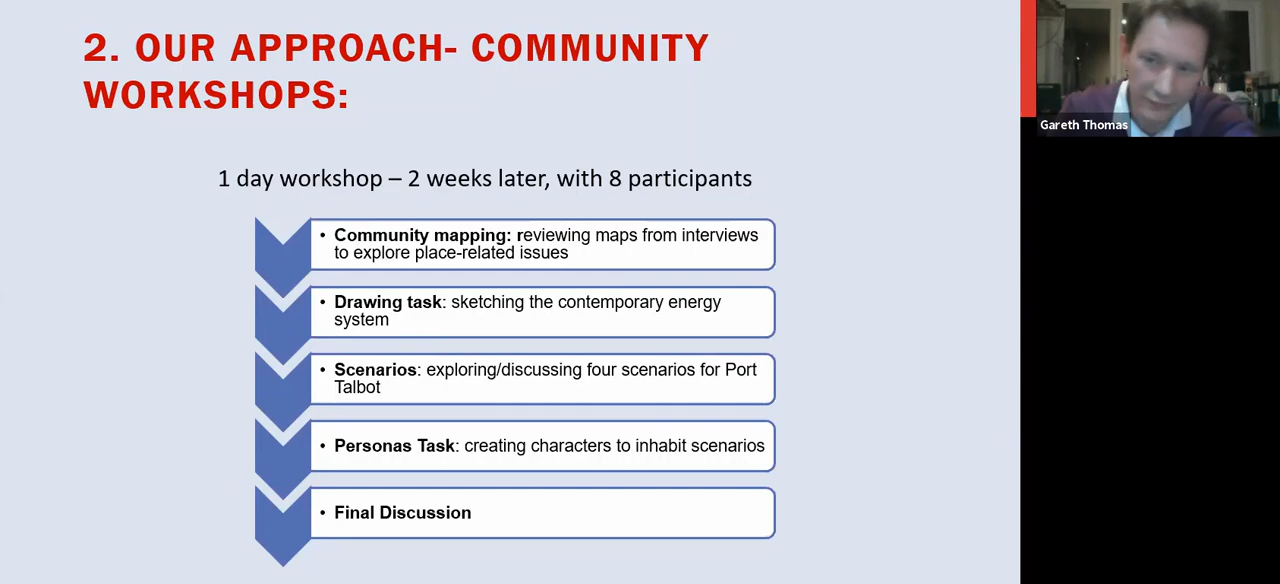 2. OUR APPROACH- COMMUNITY
WORKSHOPS:
1 day workshop – 2 weeks later, with 8 participants
• Community mapping: reviewing maps from interviews
to explore place-related issues
• Drawing task: sketching the contemporary energy
system
• Scenarios: exploring/discussing four scenarios for Port
Talbot
• Personas Task: creating characters to inhabit scenarios
• Final Discussion
Gareth Thomas